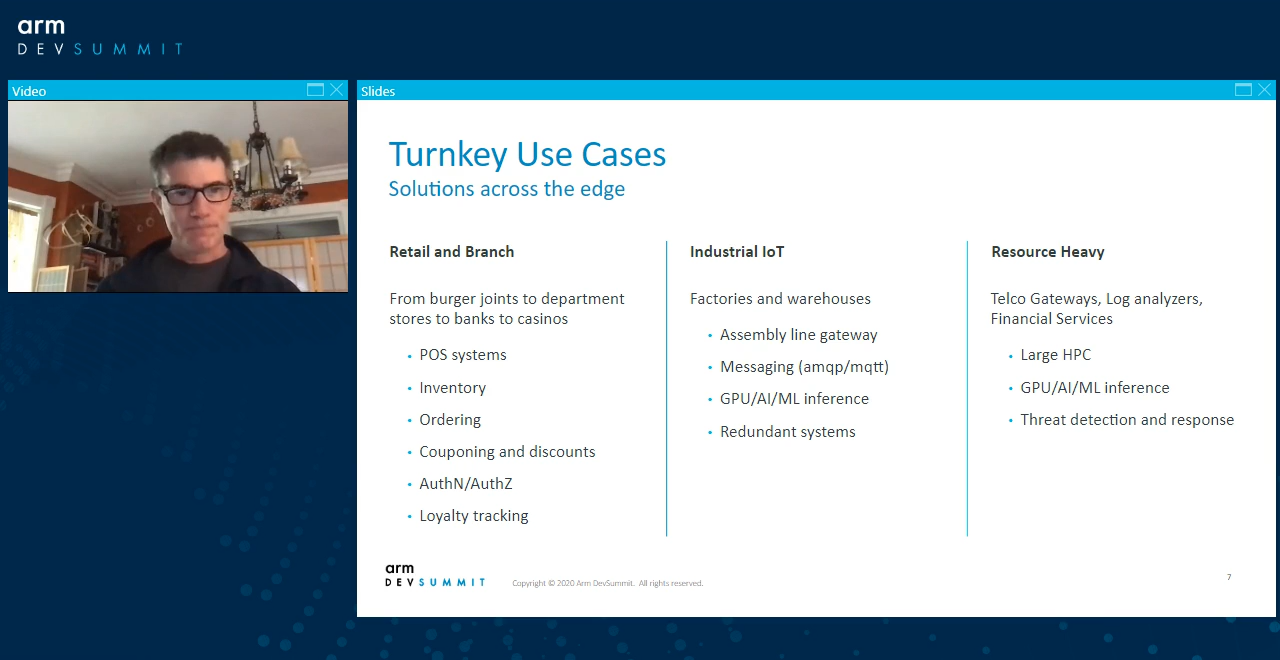 arm
DEVSUMMIT
Video
Slides
Turnkey Use Cases
Solutions across the edge
Retail and Branch
From burger joints to department
stores to banks to casinos
• POS systems
• Inventory
• Ordering
• Couponing and discounts
• AuthN/AuthZ
• Loyalty tracking
Industrial IoT
Factories and warehouses
• Assembly line gateway
• Messaging (amqp/mqtt)
• GPU/AI/ML inference
• Redundant systems
Resource Heavy
Telco Gateways, Log analyzers,
Financial Services
• Large HPC
• GPU/AI/ML inference
• Threat detection and response
arm
DEVSUMMIT
Copyright © 2020 Arm DevSummit. All rights reserved.
7